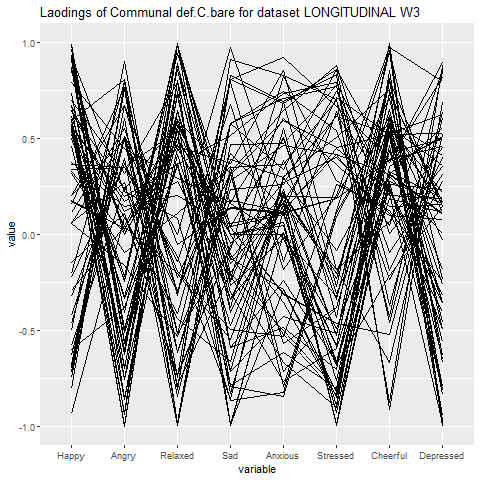 Laodings of Communal def.C.bare for dataset LONGITUDINAL W3
1.0
0.5
0.0
-0.5
-1.0
value
Happy Angry Relaxed Sad Anxious Stressed Cheerful Depressed
variable